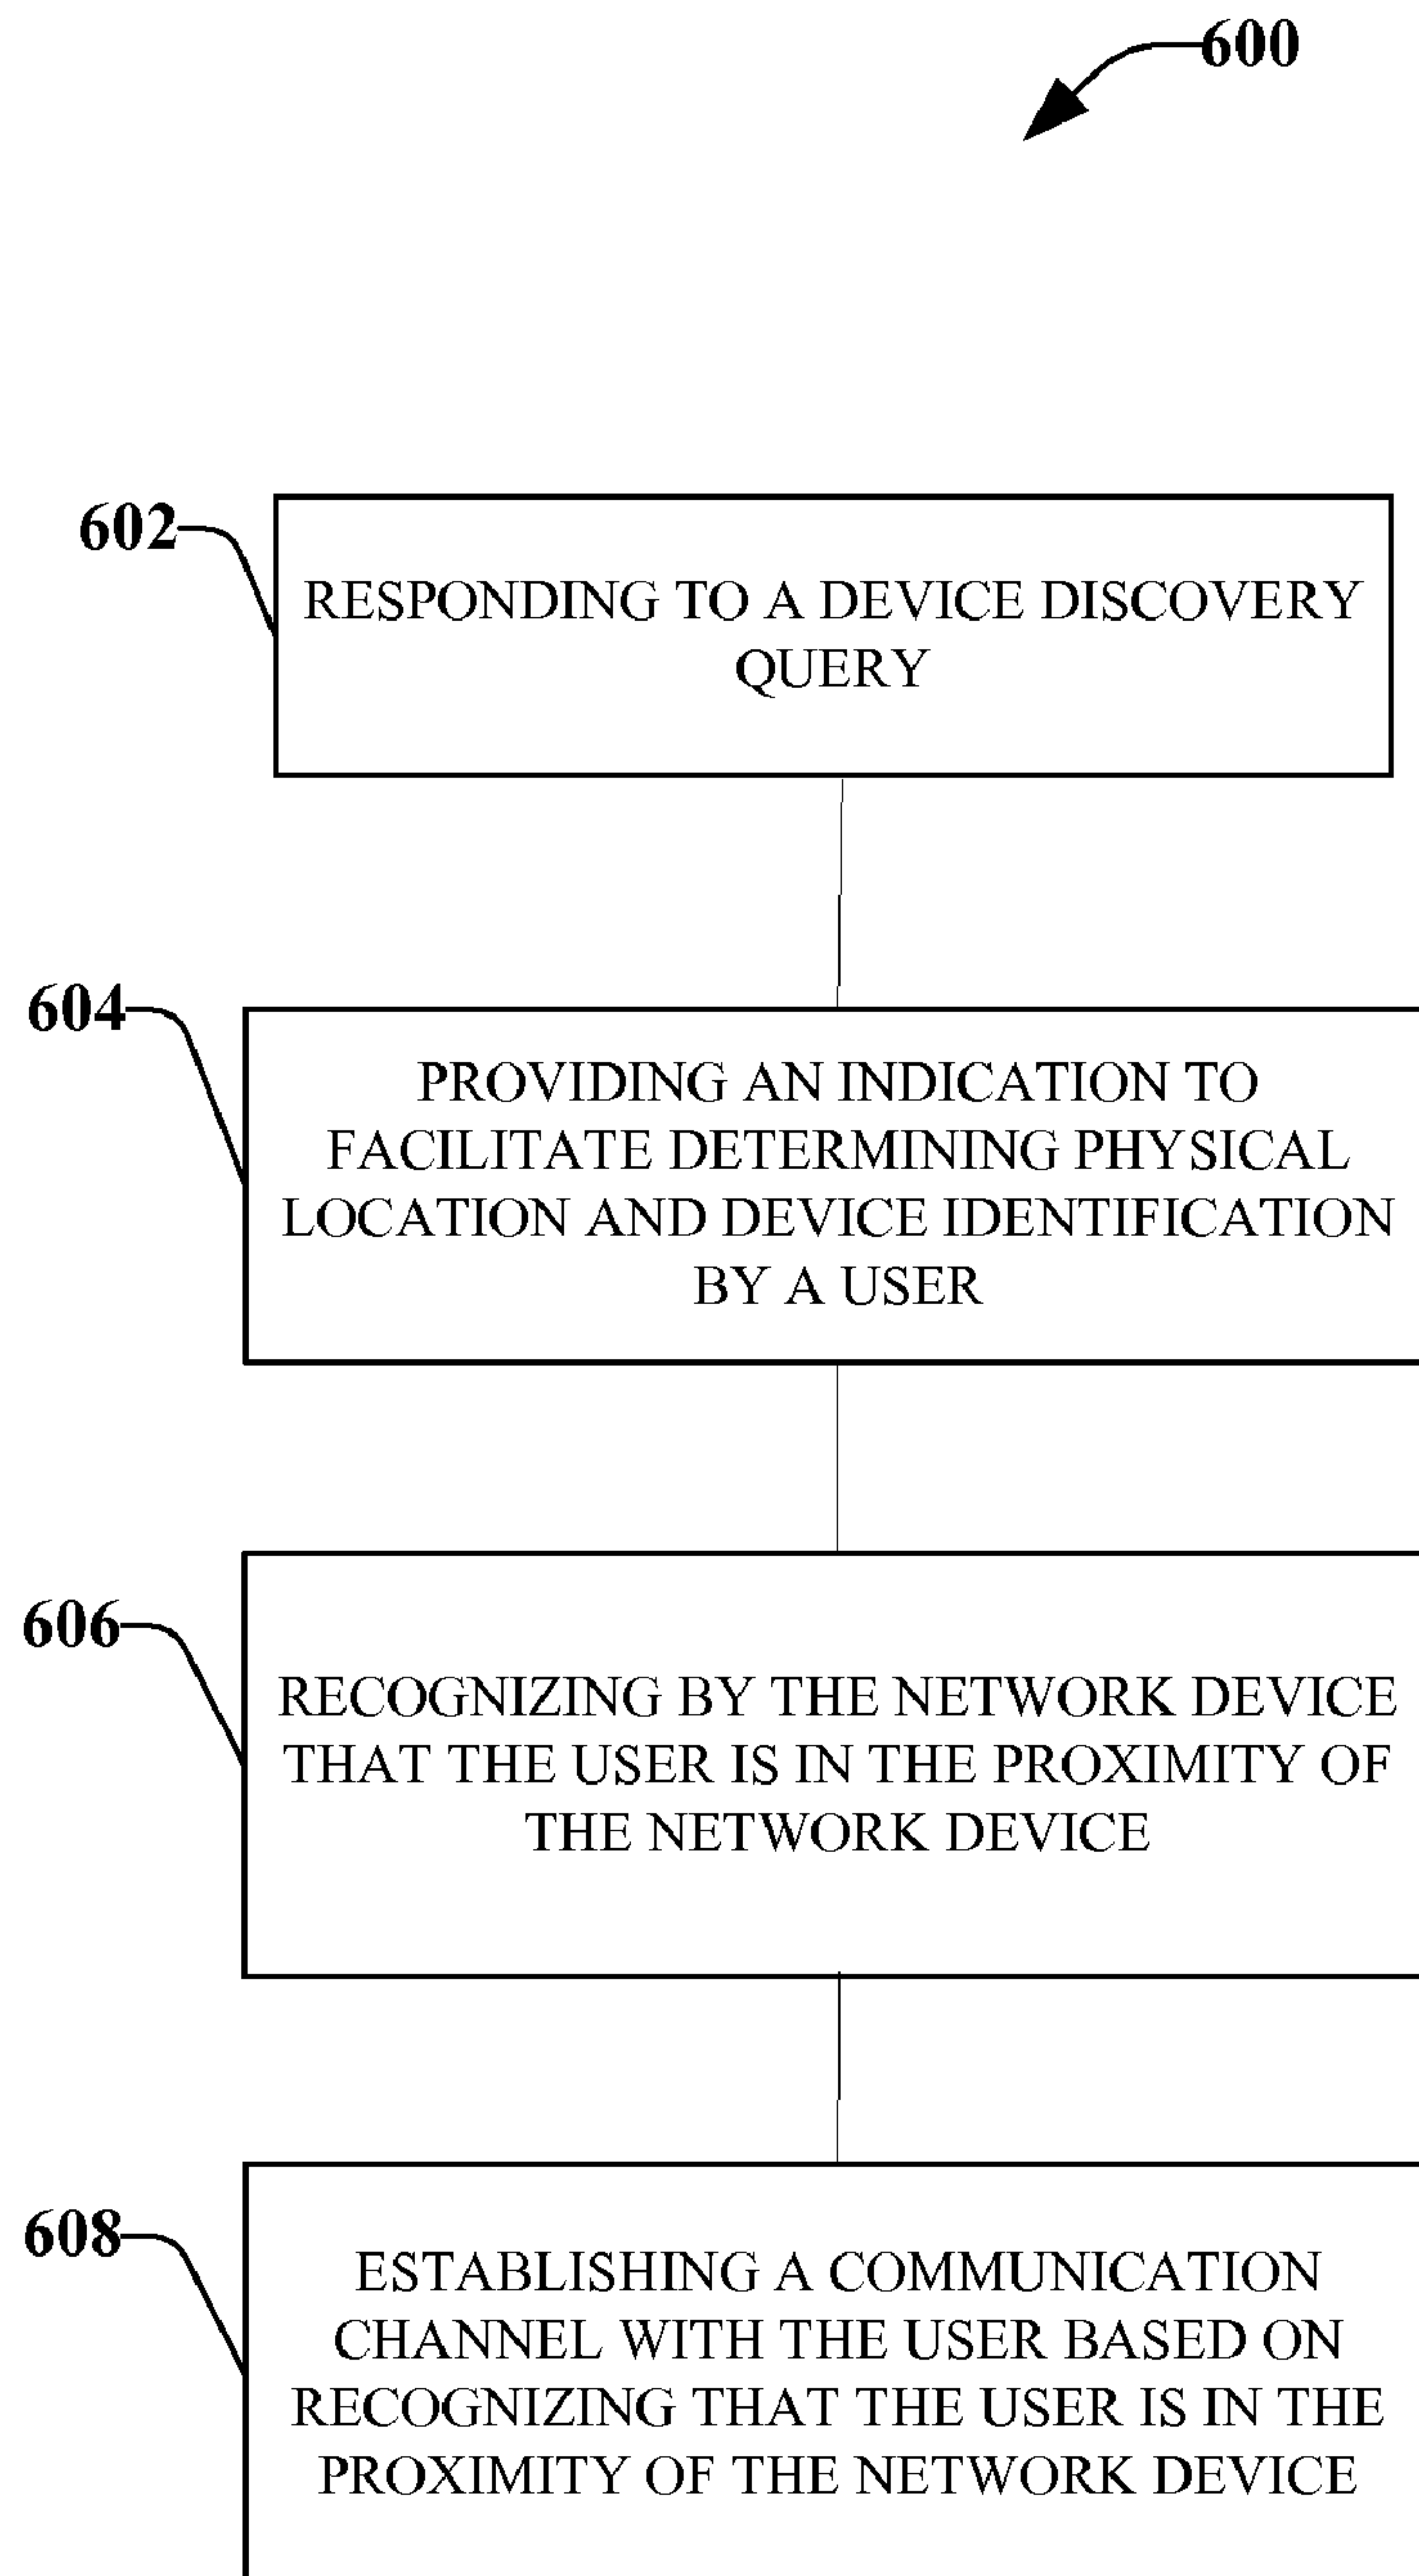 600
602
RESPONDING TO A DEVICE DISCOVERY
QUERY
604
PROVIDING AN INDICATION TO
FACILITATE DETERMINING PHYSICAL
LOCATION AND DEVICE IDENTIFICATION
BY A USER
606
RECOGNIZING BY THE NETWORK DEVICE
THAT THE USER IS IN THE PROXIMITY OF
THE NETWORK DEVICE
608
ESTABLISHING A COMMUNICATION
CHANNEL WITH THE USER BASED ON
RECOGNIZING THAT THE USER IS IN THE
PROXIMITY OF THE NETWORK DEVICE